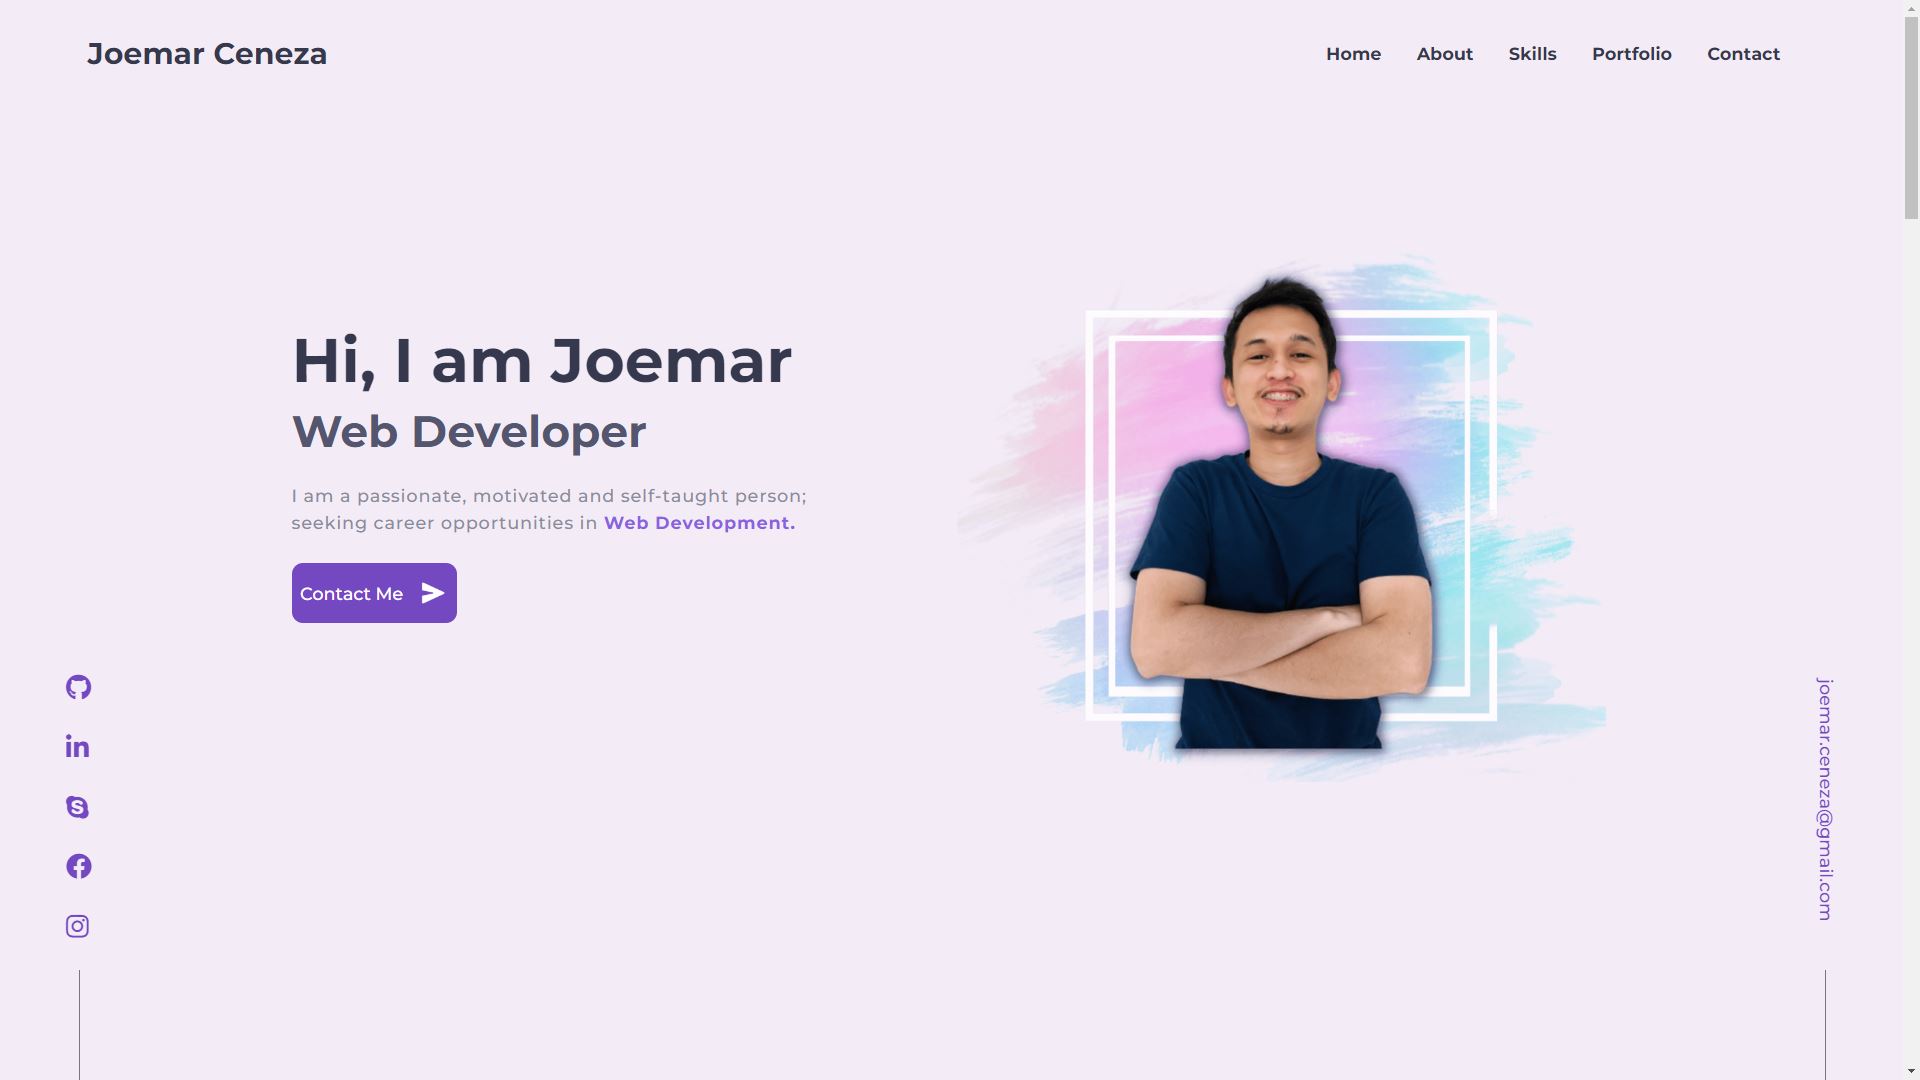 Joemar Ceneza
Home About Skills Portfolio Contact
Hi, I am Joemar
Web Developer
I am a passionate, motivated and self-taught person;
seeking career opportunities in Web Development.
Contact Me
joemar.ceneza@gmail.com